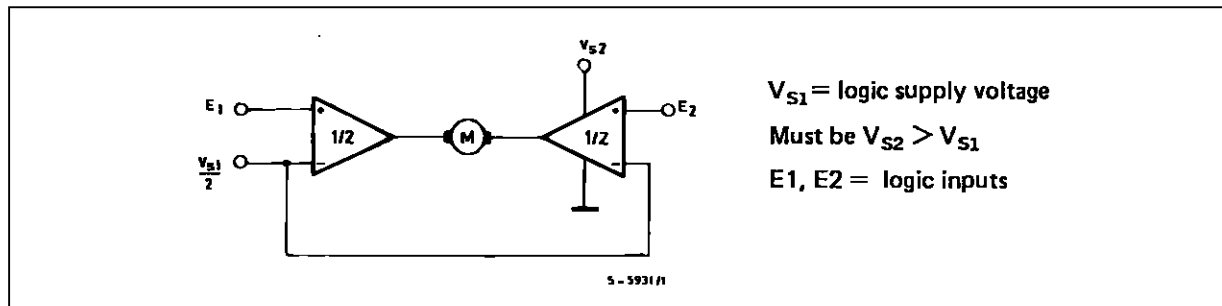 Vs2
E1
1/2
M
1/2
E2
Vs1
2
S-5931/1
VS1 = logic supply voltage
Must be VS2 > VS1
E1, E2 = logic inputs